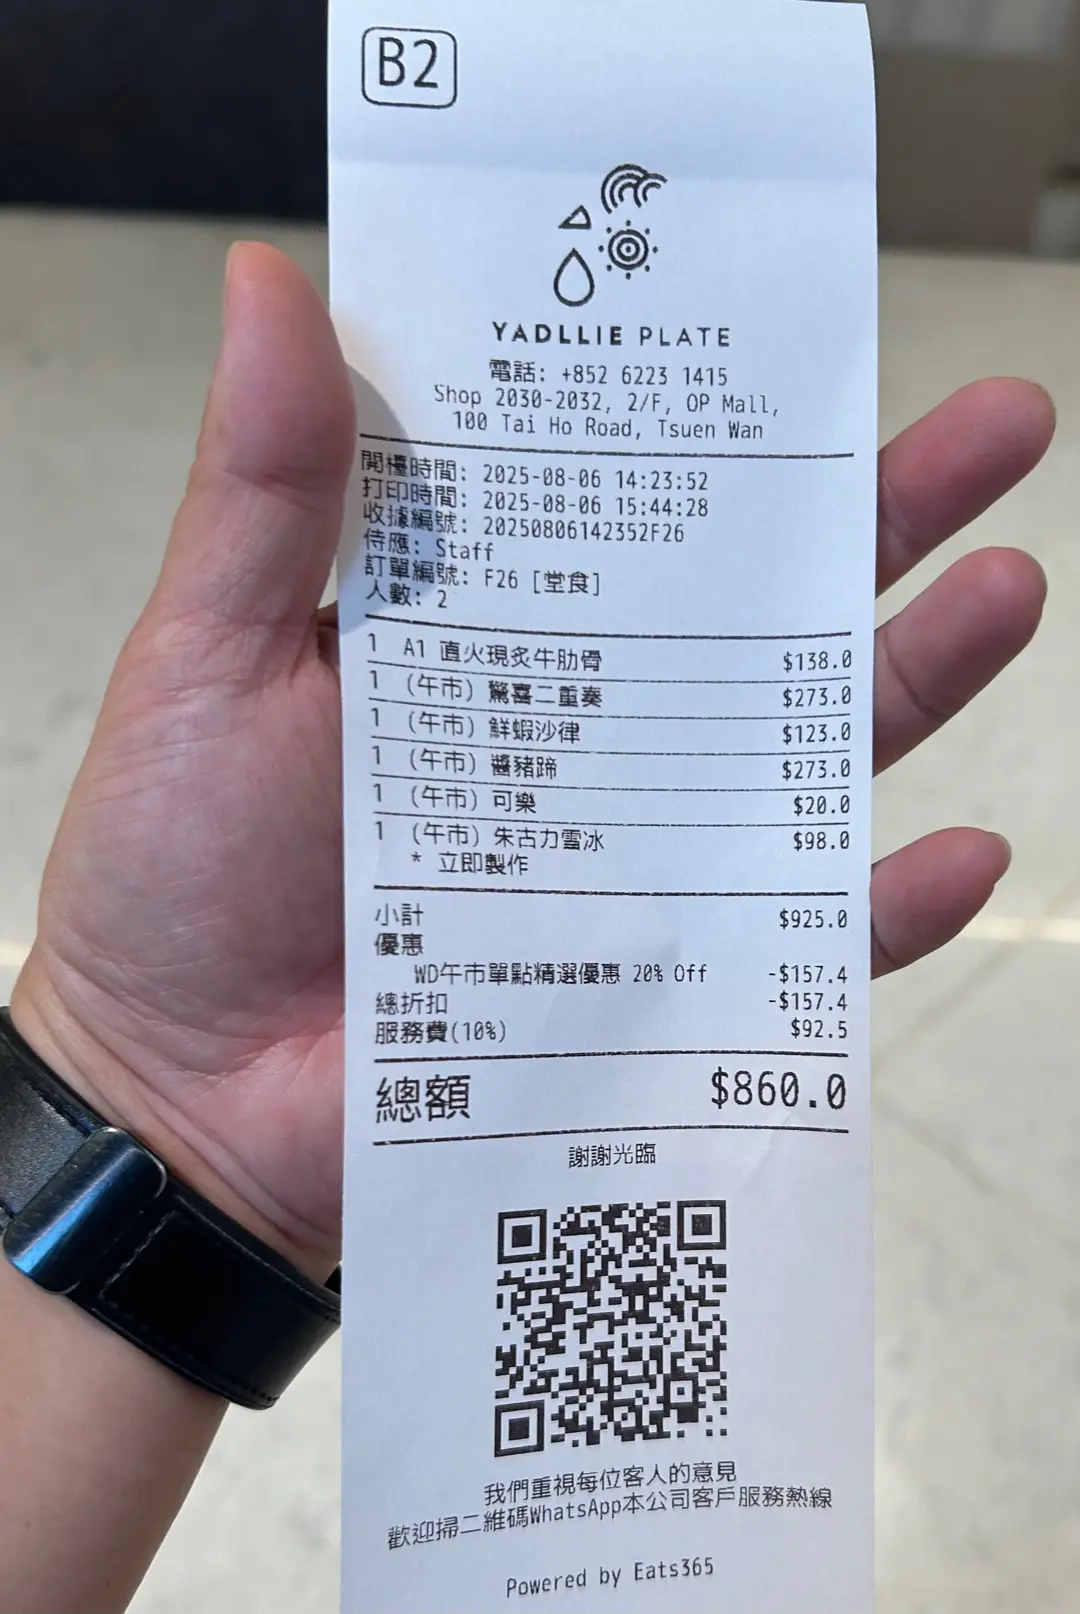 B2
YADLLIE PLATE
電話: +852 6223 1415
Shop 2030-2032, 2/F, OP Mall,
100 Tai Ho Road, Tsuen Wan
開檯時間: 2025-08-06 14:23:52
打印時間: 2025-08-06 15:44:28
收據編號: 20250806142352F26
侍應: Staff
訂單編號: F26 [堂食]
人數: 2
1 A1 直火現炙牛肋骨 $138.0
1 (午市) 驚喜二重奏 $273.0
1 (午市) 鮮蝦沙律 $123.0
1 (午市) 醬豬蹄 $273.0
1 (午市) 可樂 $20.0
1 (午市) 朱古力雪冰 $98.0
* 立即製作
小計 $925.0
優惠
WD午市單點精選優惠 20% Off -$157.4
總折扣 -$157.4
服務費(10%) $92.5
總額 $860.0
謝謝光臨
我們重視每位客人的意見
歡迎掃二維碼WhatsApp本公司客戶服務熱線
Powered by Eats365